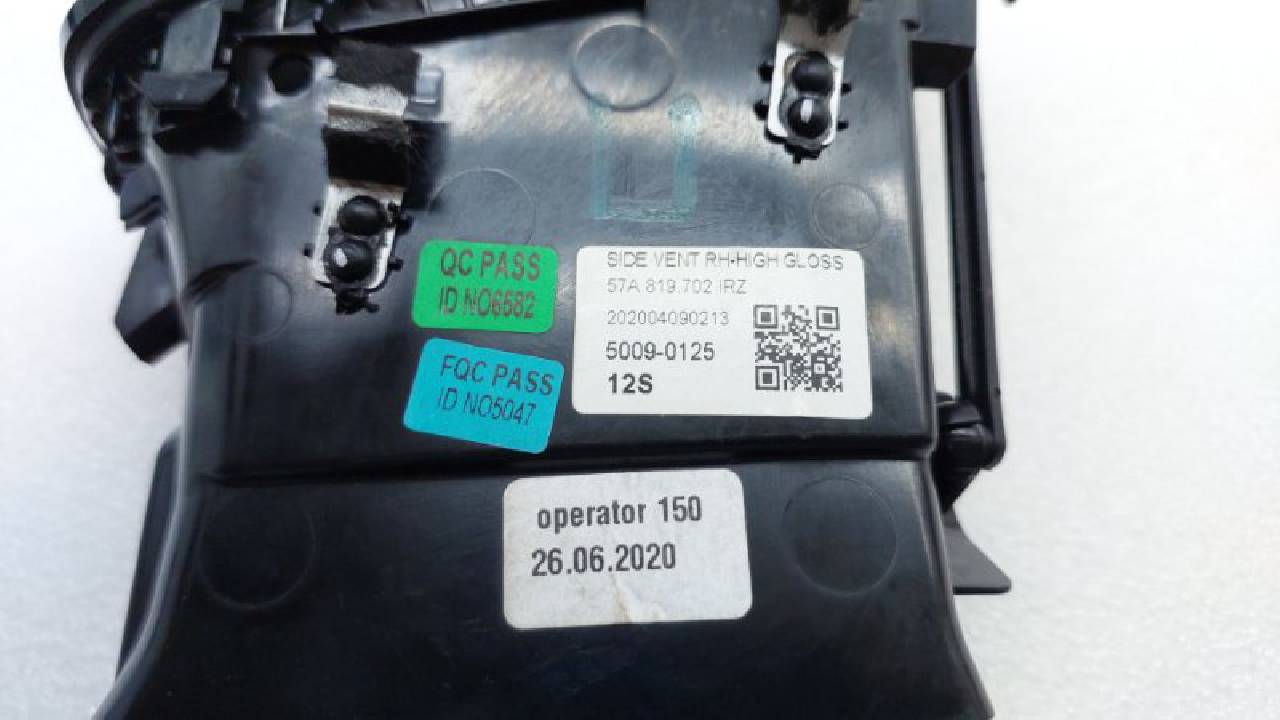 QC PASS
ID NO6582
FQC PASS
ID NO5047
SIDE VENT RH-HIGH GLOSS
57A.819.702 IRZ
202004090213
5009-0125
12S
operator 150
26.06.2020